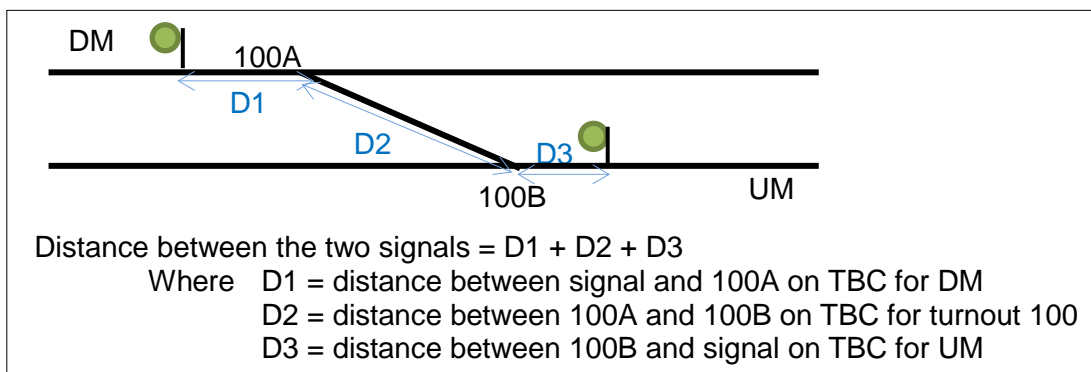 DM
100A
D1
D2
D3
100B
UM
Distance between the two signals = D1 + D2 + D3
Where D1 = distance between signal and 100A on TBC for DM
D2 = distance between 100A and 100B on TBC for turnout 100
D3 = distance between 100B and signal on TBC for UM